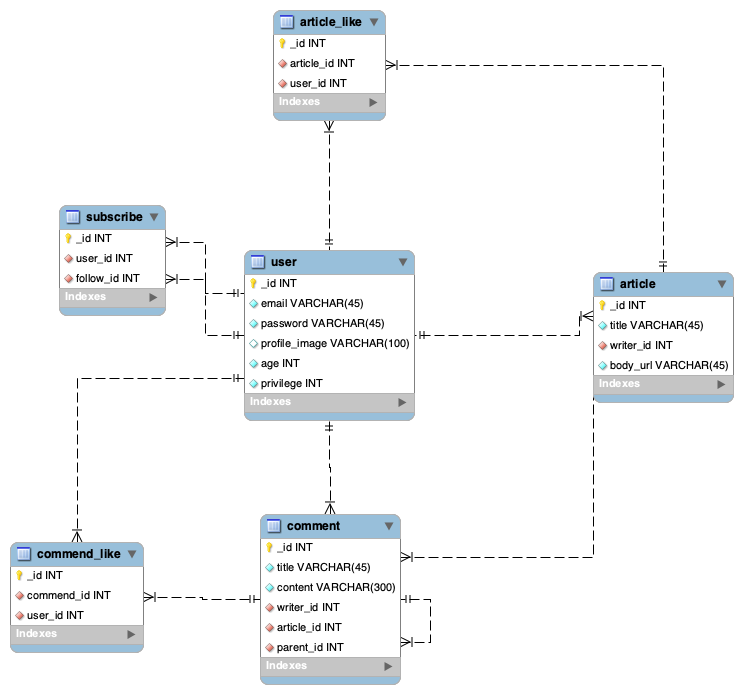 article_like
_id INT
article_id INT
user_id INT
Indexes
subscribe
_id INT
user_id INT
follow_id INT
Indexes
user
_id INT
email VARCHAR(45)
password VARCHAR(45)
profile_image VARCHAR(100)
age INT
privilege INT
Indexes
article
_id INT
title VARCHAR(45)
writer_id INT
body_url VARCHAR(45)
Indexes
commend_like
_id INT
commend_id INT
user_id INT
Indexes
comment
_id INT
title VARCHAR(45)
content VARCHAR(300)
writer_id INT
article_id INT
parent_id INT
Indexes